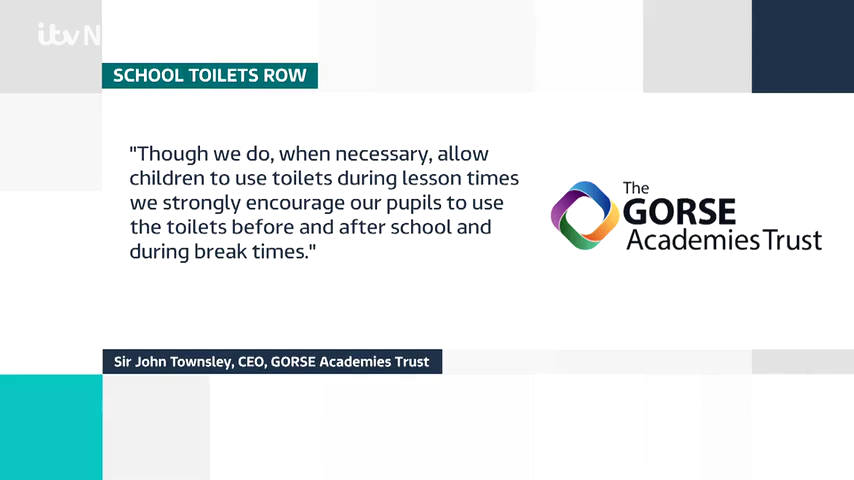 itv N
SCHOOL TOILETS ROW
"Though we do, when necessary, allow
children to use toilets during lesson times
we strongly encourage our pupils to use
the toilets before and after school and
during break times."
The
GORSE
Academies Trust
Sir John Townsley, CEO, GORSE Academies Trust